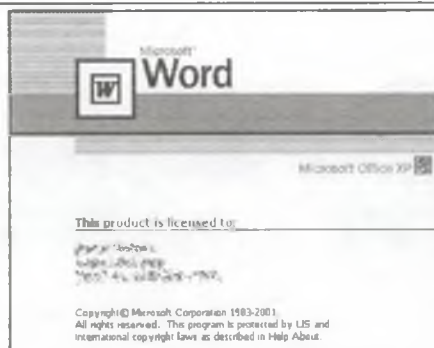 Microsoft
Word
W
Microsoft Office XP
This product is licensed to:
Copyright© Microsoft Corporation 1983-2001.
All rights reserved. This program is protected by US and
international copyright laws as described in Help About.